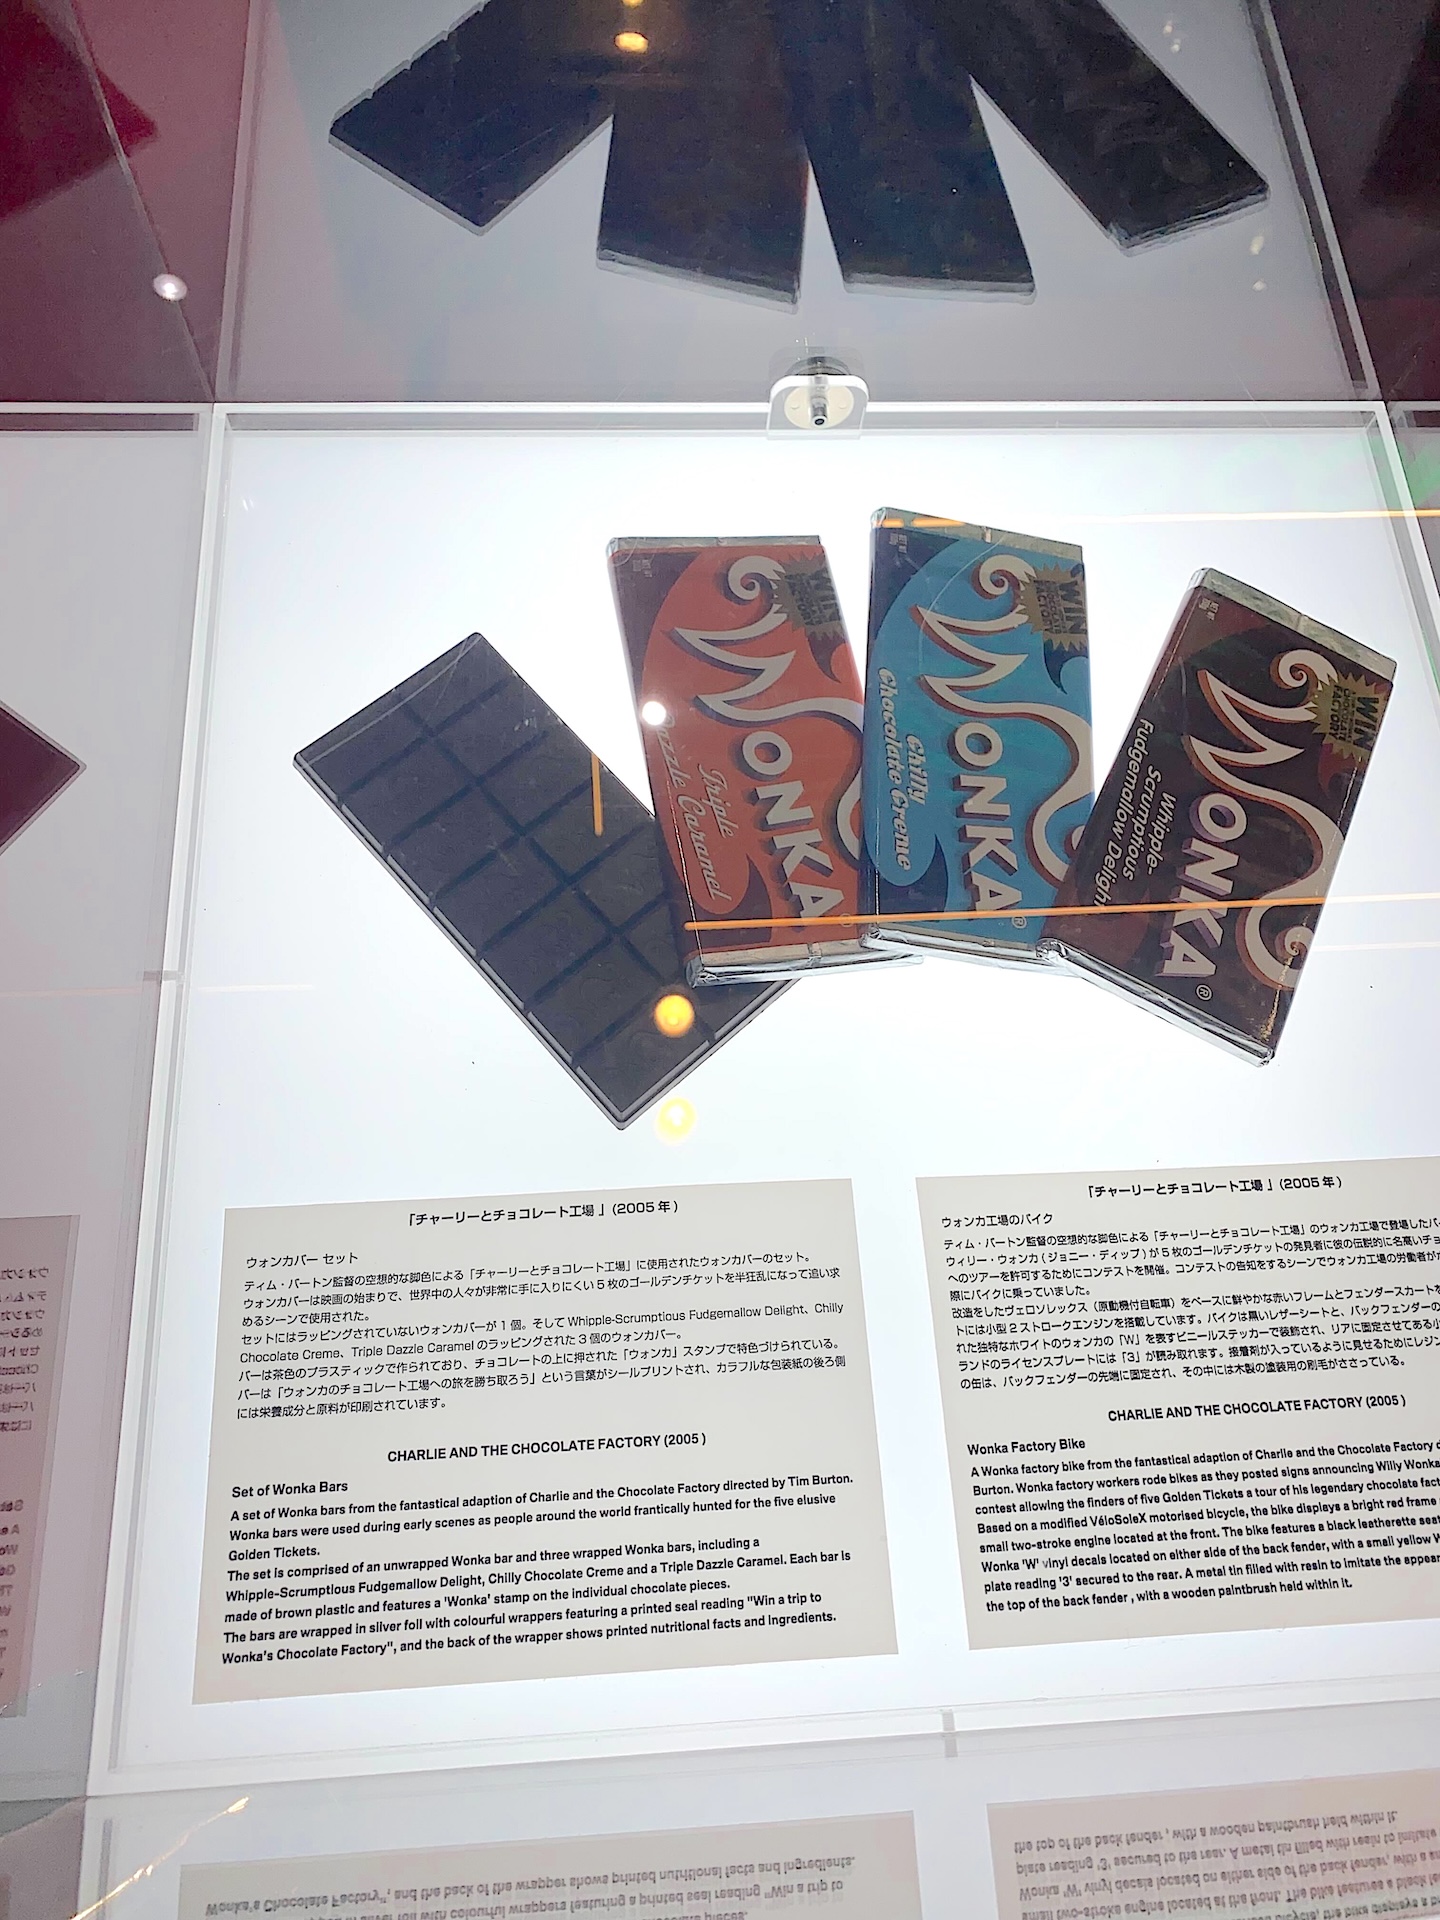 WONKA
Triple
Dazzle Caramel
WIN
WONKA
Chilly
Chocolate Creme
WIN
CHOCOLATE
FACTORY
WONKA
Whipple-
Scrumptious
Fudgemallow Delight
WIN
CHOCOLATE
FACTORY
「チャーリーとチョコレート工場 」(2005 年 )
ウォンカバー セット
ティム・バートン監督の空想的な脚色による「チャーリーとチョコレート工場」に使用されたウォンカバーのセット。
ウォンカバーは映画の始まりで、世界中の人々が非常に手に入りにくい 5 枚のゴールデンチケットを半狂乱になって追い求
めるシーンで使用された。
セットにはラッピングされていないウォンカバーが 1 個。そして Whipple-Scrumptious Fudgemallow Delight、Chilly
Chocolate Creme、Triple Dazzle Caramel のラッピングされた 3 個のウォンカバー。
バーは茶色のプラスティックで作られており、チョコレートの上に押された「ウォンカ」スタンプで特色づけられている。
バーは「ウォンカのチョコレート工場への旅を勝ち取ろう」という言葉がシールプリントされ、カラフルな包装紙の後ろ側
には栄養成分と原料が印刷されています。
CHARLIE AND THE CHOCOLATE FACTORY (2005 )
Set of Wonka Bars
A set of Wonka bars from the fantastical adaption of Charlie and the Chocolate Factory directed by Tim Burton.
Wonka bars were used during early scenes as people around the world frantically hunted for the five elusive
Golden Tickets.
The set is comprised of an unwrapped Wonka bar and three wrapped Wonka bars, including a
Whipple-Scrumptious Fudgemallow Delight, Chilly Chocolate Creme and a Triple Dazzle Caramel. Each bar is
made of brown plastic and features a 'Wonka' stamp on the individual chocolate pieces.
The bars are wrapped in silver foil with colourful wrappers featuring a printed seal reading "Win a trip to
Wonka's Chocolate Factory", and the back of the wrapper shows printed nutritional facts and ingredients.
「チャーリーとチョコレート工場 」(2005 年 )
ウォンカ工場のバイク
ティム・バートン監督の空想的な脚色による「チャーリーとチョコレート工場」のウォンカ工場で登場したバ
ウィリー・ウォンカ ( ジョニー・ディップ ) が 5 枚のゴールデンチケットの発見者に彼の伝説的に名高いチョ
へのツアーを許可するためにコンテストを開催。コンテストの告知をするシーンでウォンカ工場の労働者が
際にバイクに乗っていました。
改造をしたヴェロソレックス（原動機付自転車）をベースに鮮やかな赤いフレームとフェンダースカートを
トには小型 2 ストロークエンジンを搭載しています。バイクは黒いレザーシートと、バックフェンダーの
れた独特なホワイトのウォンカの「W」を表すビニールステッカーで装飾され、リアに固定させてある小
ランドのライセンスプレートには「3」が読み取れます。接着剤が入っているように見せるためにレジン
の缶は、バックフェンダーの先端に固定され、その中には木製の塗装用の刷毛がささっている。
CHARLIE AND THE CHOCOLATE FACTORY (2005 )
Wonka Factory Bike
A Wonka factory bike from the fantastical adaption of Charlie and the Chocolate Factory
Burton. Wonka factory workers rode bikes as they posted signs announcing Willy Wonka
contest allowing the finders of five Golden Tickets a tour of his legendary chocolate
Based on a modified VéloSoleX motorised bicycle, the bike displays a bright red frame
small two-stroke engine located at the front. The bike features a black leatherette
Wonka 'W' vinyl decals located on either side of the back fender, with a small yellow
plate reading '3' secured to the rear. A metal tin filled with resin to imitate the
the top of the back fender , with a wooden paintbrush held within it.